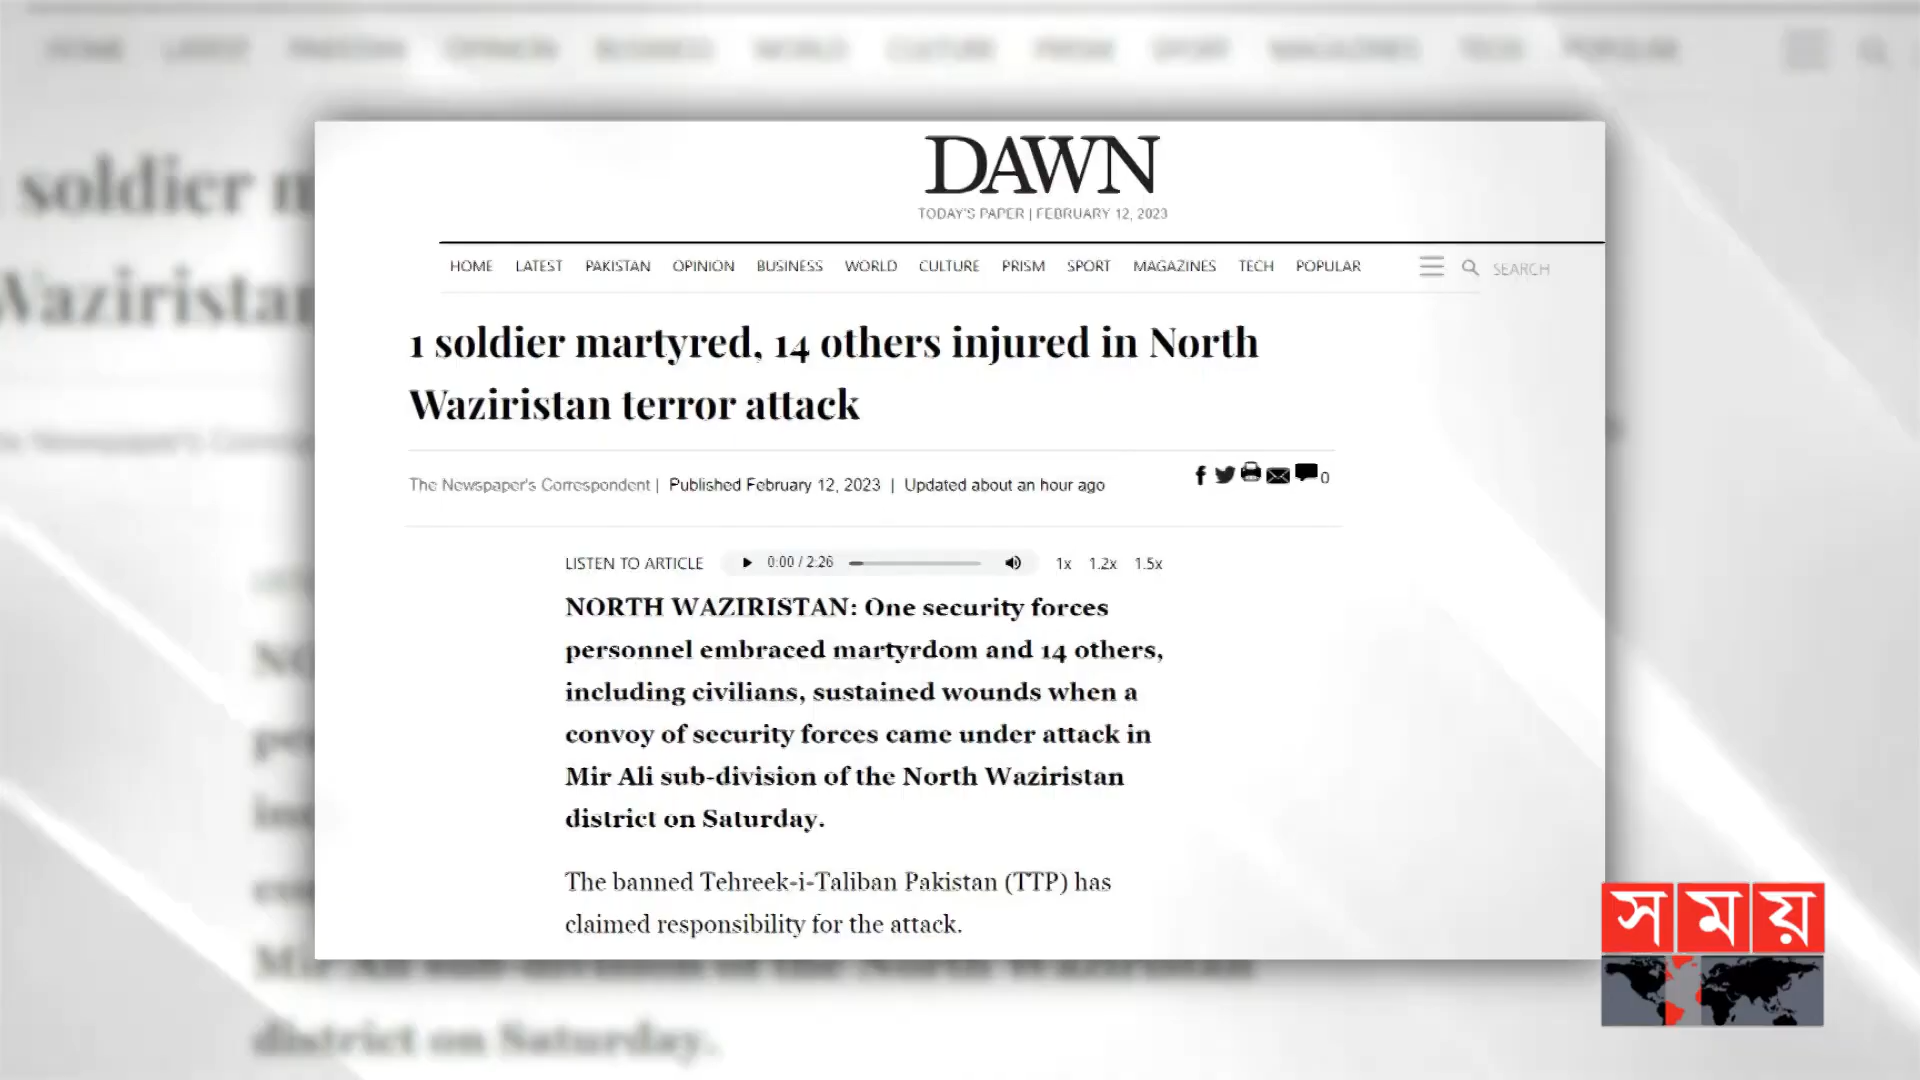 DAWN
TODAY'S PAPER | FEBRUARY 12, 2023
HOME LATEST PAKISTAN OPINION BUSINESS WORLD CULTURE PRISM SPORT MAGAZINES TECH POPULAR SEARCH
1 soldier martyred, 14 others injured in North
Waziristan terror attack
The Newspaper's Correspondent | Published February 12, 2023 | Updated about an hour ago
0
LISTEN TO ARTICLE 0:00 / 2:26 1x 1.2x 1.5x
NORTH WAZIRISTAN: One security forces
personnel embraced martyrdom and 14 others,
including civilians, sustained wounds when a
convoy of security forces came under attack in
Mir Ali sub-division of the North Waziristan
district on Saturday.
The banned Tehreek-i-Taliban Pakistan (TTP) has
claimed responsibility for the attack.
সময়